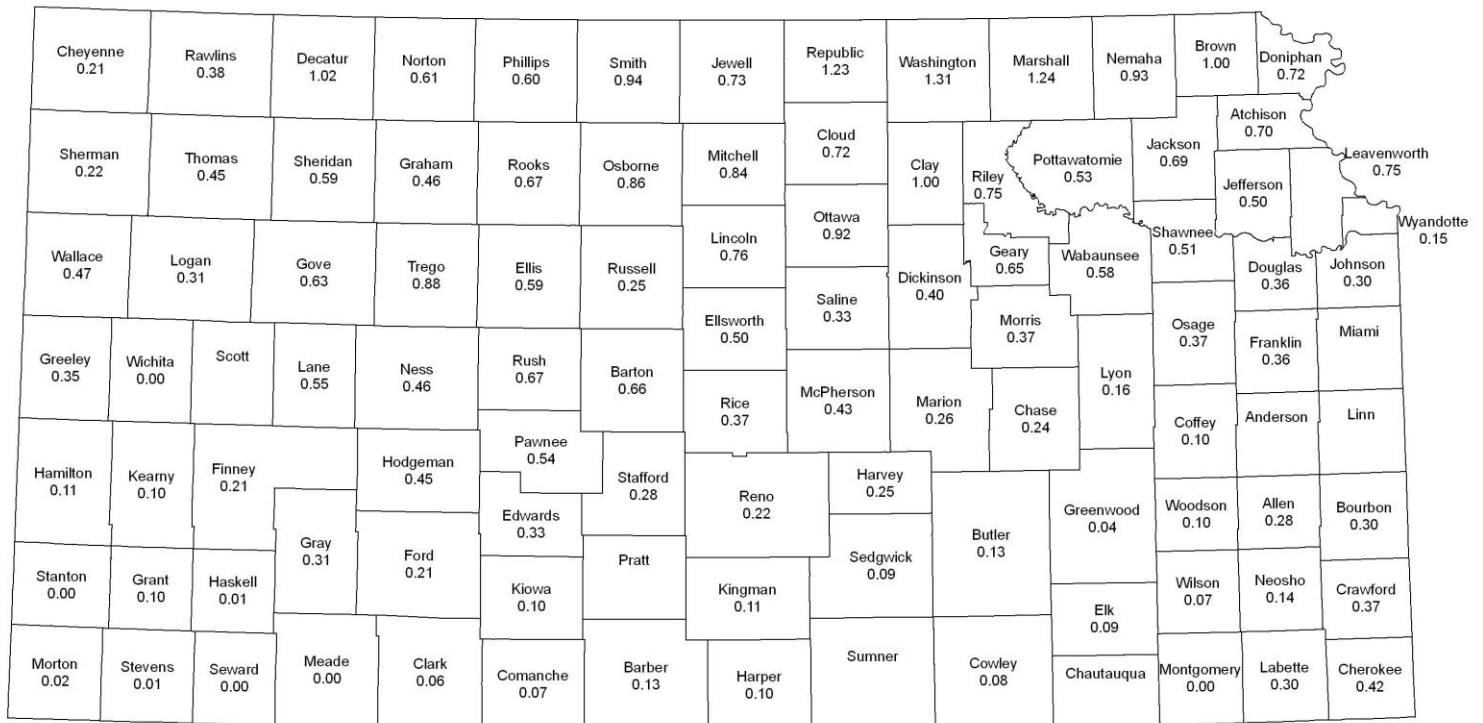 Cheyenne
0.21
Rawlins
0.38
Decatur
1.02
Norton
0.61
Phillips
0.60
Smith
0.94
Jewell
0.73
Republic
1.23
Washington
1.31
Marshall
1.24
Nemaha
0.93
Brown
1.00
Doniphan
0.72
Atchison
0.70
Sherman
0.22
Thomas
0.45
Sheridan
0.59
Graham
0.46
Rooks
0.67
Osborne
0.86
Mitchell
0.84
Cloud
0.72
Clay
1.00
Riley
0.75
Pottawatomie
0.53
Jackson
0.69
Jefferson
0.50
Leavenworth
0.75
Wyandotte
0.15
Wallace
0.47
Logan
0.31
Gove
0.63
Trego
0.88
Ellis
0.59
Russell
0.25
Lincoln
0.76
Ottawa
0.92
Saline
0.33
Dickinson
0.40
Geary
0.65
Wabaunsee
0.58
Shawnee
0.51
Douglas
0.36
Johnson
0.30
Greeley
0.35
Wichita
0.00
Scott
Lane
0.55
Ness
0.46
Rush
0.67
Barton
0.66
Ellsworth
0.50
Rice
0.37
McPherson
0.43
Marion
0.26
Morris
0.37
Chase
0.24
Lyon
0.16
Osage
0.37
Franklin
0.36
Miami
Coffey
0.10
Anderson
Linn
Hamilton
0.11
Kearny
0.10
Finney
0.21
Hodgeman
0.45
Pawnee
0.54
Stafford
0.28
Reno
0.22
Harvey
0.25
Butler
0.13
Greenwood
0.04
Woodson
0.10
Allen
0.28
Bourbon
0.30
Gray
0.31
Ford
0.21
Edwards
0.33
Pratt
Sedgwick
0.09
Stanton
0.00
Grant
0.10
Haskell
0.01
Kiowa
0.10
Kingman
0.11
Elk
0.09
Wilson
0.07
Neosho
0.14
Crawford
0.37
Morton
0.02
Stevens
0.01
Seward
0.00
Meade
0.00
Clark
0.06
Comanche
0.07
Barber
0.13
Harper
0.10
Sumner
Cowley
0.08
Chautauqua
Montgomery
0.00
Labette
0.30
Cherokee
0.42